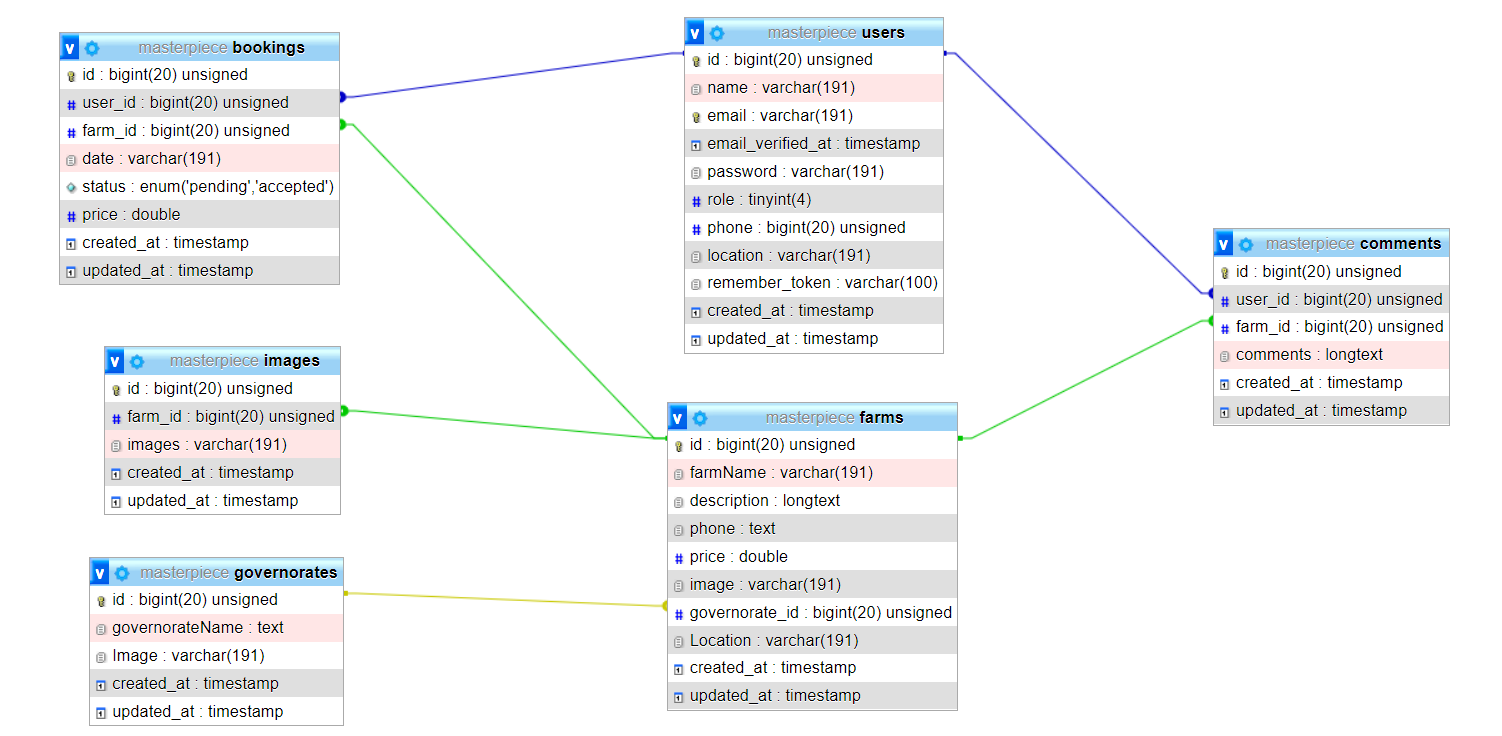 v masterpiece bookings
id : bigint(20) unsigned
# user_id : bigint(20) unsigned
# farm_id : bigint(20) unsigned
date : varchar(191)
status : enum('pending','accepted')
# price : double
created_at : timestamp
updated_at : timestamp
v masterpiece users
id : bigint(20) unsigned
name : varchar(191)
email : varchar(191)
email_verified_at : timestamp
password : varchar(191)
# role : tinyint(4)
# phone : bigint(20) unsigned
location : varchar(191)
remember_token : varchar(100)
created_at : timestamp
updated_at : timestamp
v masterpiece comments
id : bigint(20) unsigned
# user_id : bigint(20) unsigned
# farm_id : bigint(20) unsigned
comments : longtext
created_at : timestamp
updated_at : timestamp
v masterpiece images
id : bigint(20) unsigned
# farm_id : bigint(20) unsigned
images : varchar(191)
created_at : timestamp
updated_at : timestamp
v masterpiece farms
id : bigint(20) unsigned
farmName : varchar(191)
description : longtext
phone : text
# price : double
image : varchar(191)
# governorate_id : bigint(20) unsigned
Location : varchar(191)
created_at : timestamp
updated_at : timestamp
v masterpiece governorates
id : bigint(20) unsigned
governorateName : text
Image : varchar(191)
created_at : timestamp
updated_at : timestamp